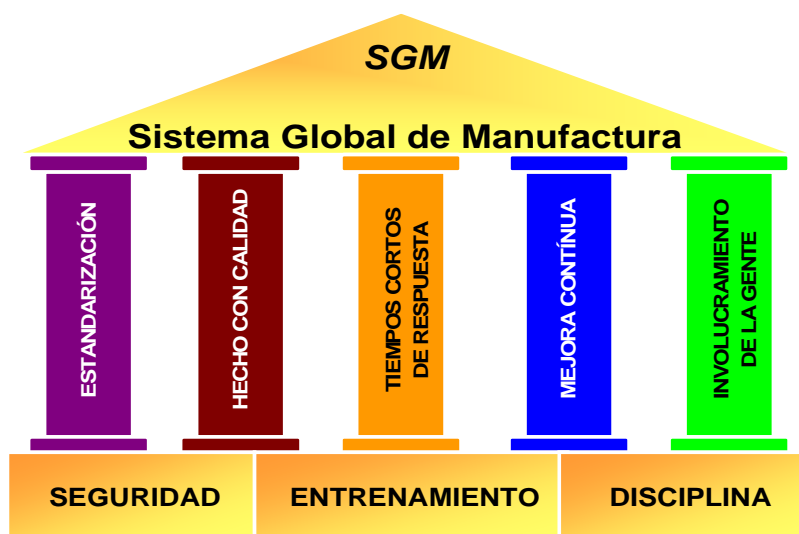 SGM
Sistema Global de Manufactura
ESTANDARIZACIÓN
HECHO CON CALIDAD
TIEMPOS CORTOS
DE RESPUESTA
MEJORA CONTÍNUA
INVOLUCRAMIENTO
DE LA GENTE
SEGURIDAD
ENTRENAMIENTO
DISCIPLINA